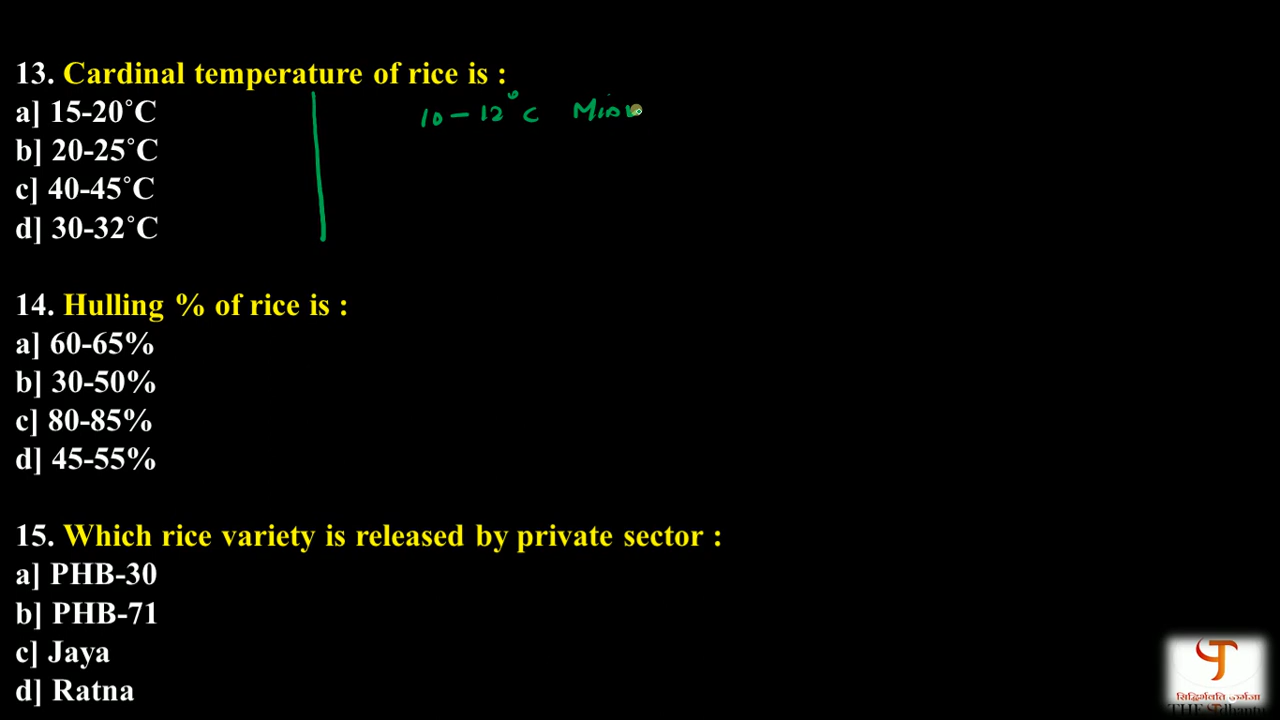 13. Cardinal temperature of rice is :
a] 15-20˚C 10 - 12°C
b] 20-25˚C
c] 40-45˚C
d] 30-32˚C
14. Hulling % of rice is :
a] 60-65%
b] 30-50%
c] 80-85%
d] 45-55%
15. Which rice variety is released by private sector :
a] PHB-30
b] PHB-71
c] Jaya
d] Ratna